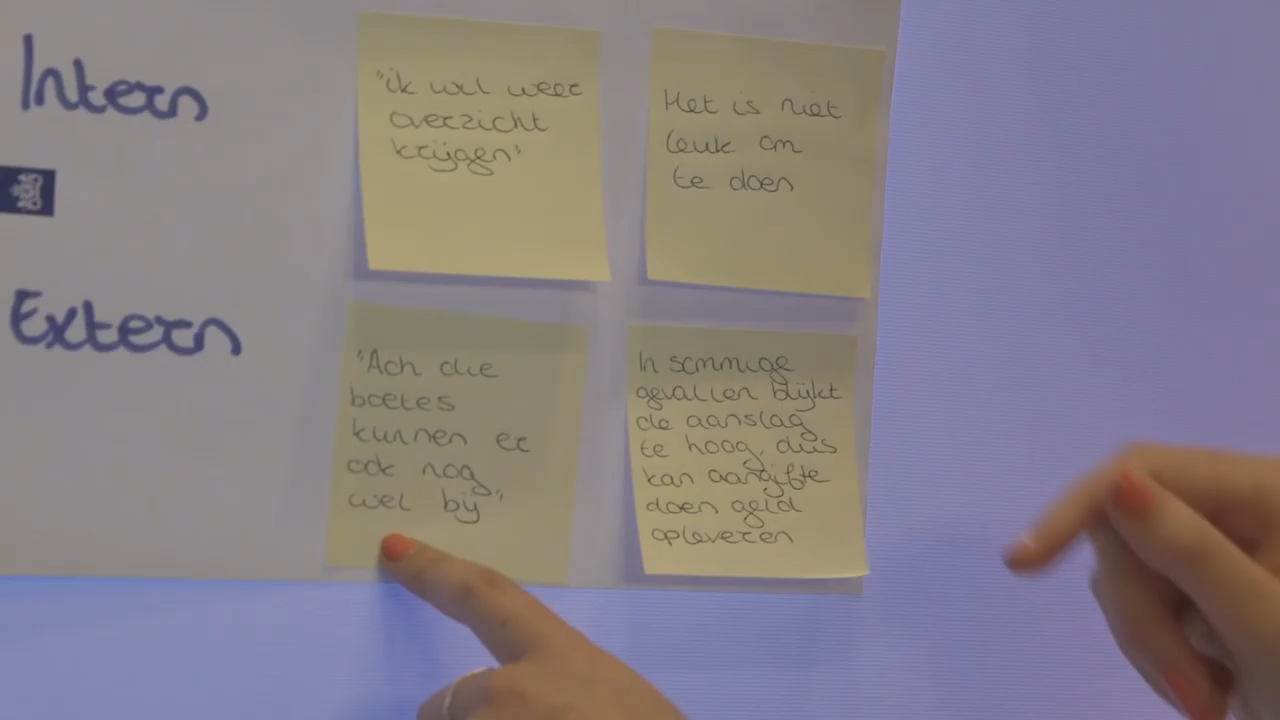 Intern
"ik wil weer
overzicht
krijgen"
Het is niet
leuk om
te doen
Extern
"Ach die
boetes
kunnen er
ook nog
wel bij"
In sommige
gevallen blijkt
de aanslag
te hoog, dus
kan aangifte
doen geld
opleveren